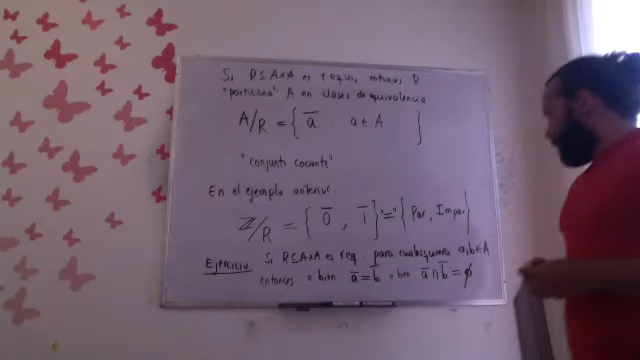 Si R⊆A×A es r. equiv, entonces R
"particiona" A en clases de equivalencia
A/R = { a̅ : a∈A }
"conjunto cociente"
En el ejemplo anterior:
ℤ/R = { 0̅ , 1̅ } "=" { Par, Impar }
Ejercicio Si R⊆A×A es req. para cualesquiera a,b∈A
entonces o bien a̅ = b̅ o bien a̅ ∩ b̅ = ∅